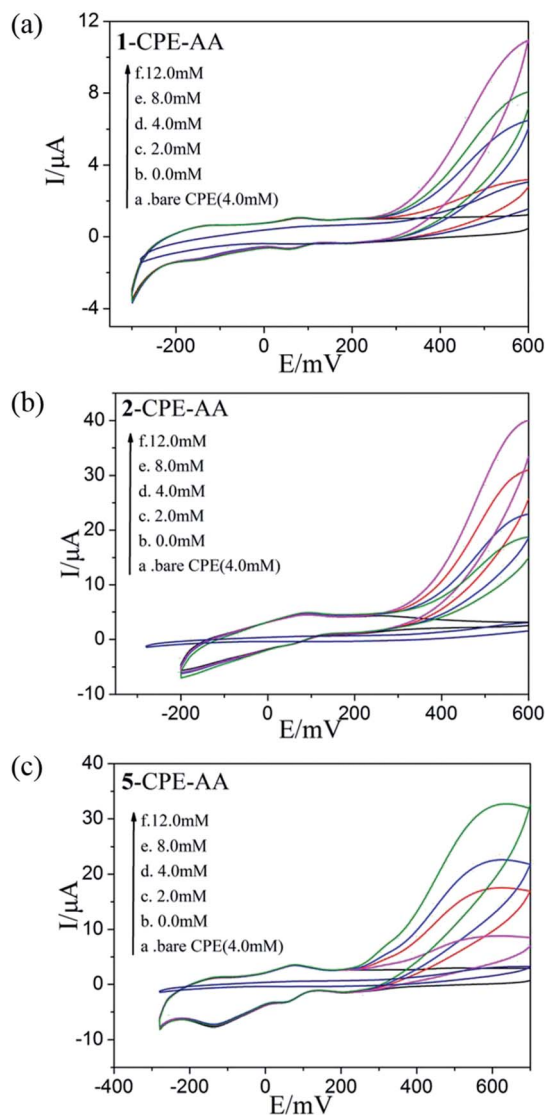 (a)
1-CPE-AA
f.12.0mM
e. 8.0mM
d. 4.0mM
c. 2.0mM
b. 0.0mM
a .bare CPE(4.0mM)
I/μA
12
8
4
0
-4
-200 0 200 400 600
E/mV
(b)
2-CPE-AA
f.12.0mM
e. 8.0mM
d. 4.0mM
c. 2.0mM
b. 0.0mM
a .bare CPE(4.0mM)
I/μA
40
30
20
10
0
-10
-200 0 200 400 600
E/mV
(c)
5-CPE-AA
f.12.0mM
e. 8.0mM
d. 4.0mM
c. 2.0mM
b. 0.0mM
a .bare CPE(4.0mM)
I/μA
40
30
20
10
0
-10
-400 -200 0 200 400 600
E/mV